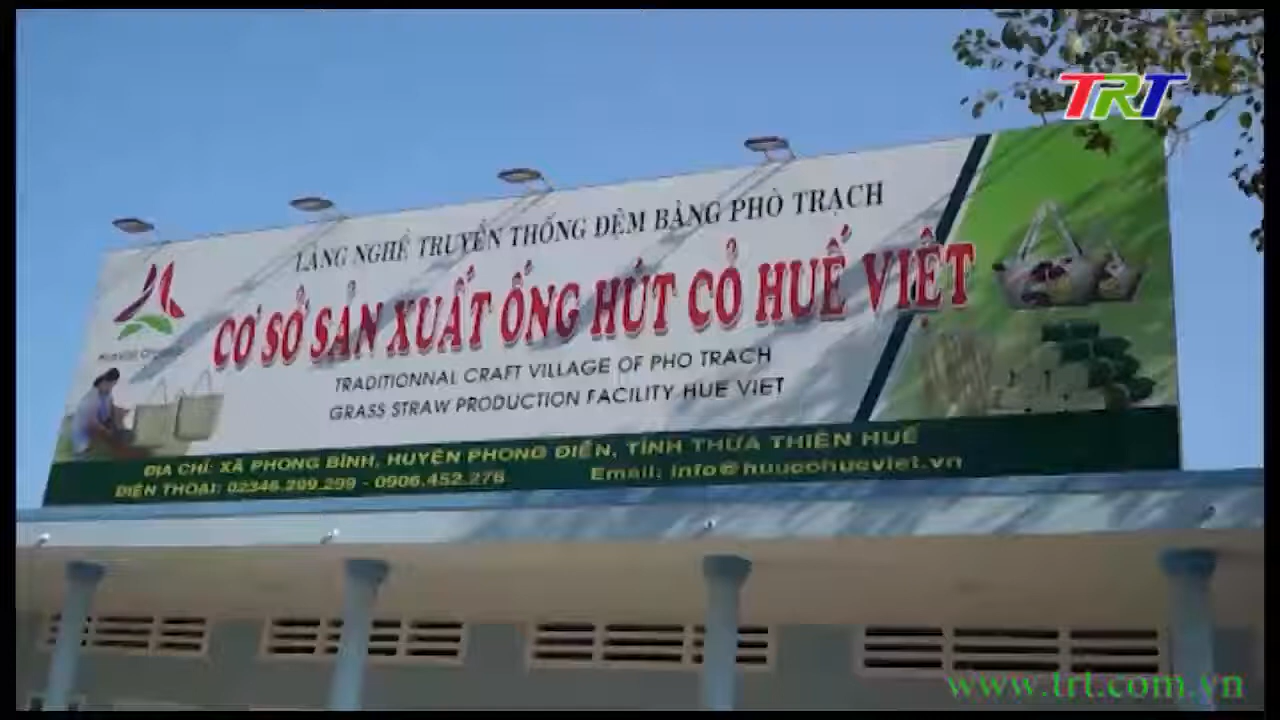 TRT
LÀNG NGHỀ TRUYỀN THỐNG ĐỆM BÀNG PHÒ TRẠCH
CƠ SỞ SẢN XUẤT ỐNG HÚT CỎ HUẾ VIỆT
TRADITIONNAL CRAFT VILLAGE OF PHO TRACH
GRASS STRAW PRODUCTION FACILITY HUE VIET
ĐỊA CHỈ: XÃ PHONG BÌNH, HUYỆN PHONG ĐIỀN, TỈNH THỪA THIÊN HUẾ
ĐIỆN THOẠI: 02346.299.299 - 0906.452.276
Email: info@huucohueviet.vn
www.trt.com.vn